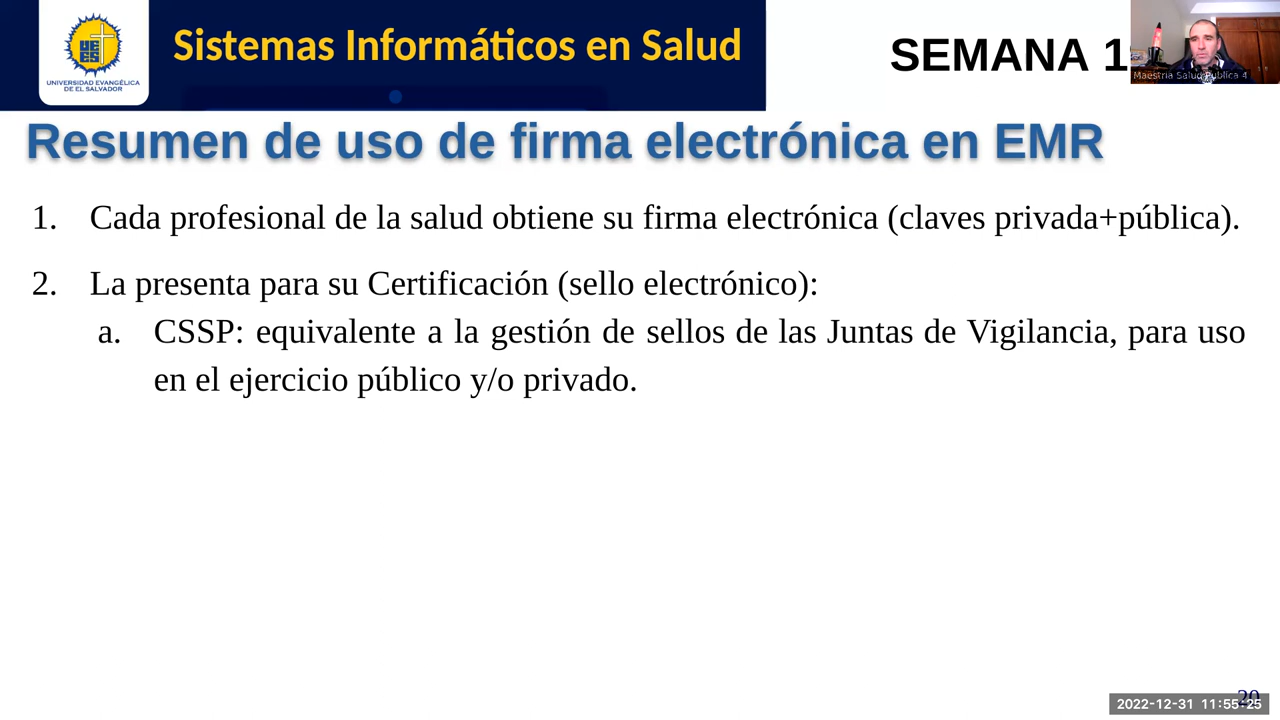 UNIVERSIDAD EVANGÉLICA
DE EL SALVADOR
Sistemas Informáticos en Salud
SEMANA 1
Maestría Salud Pública 4
Resumen de uso de firma electrónica en EMR
1. Cada profesional de la salud obtiene su firma electrónica (claves privada+pública).
2. La presenta para su Certificación (sello electrónico):
a. CSSP: equivalente a la gestión de sellos de las Juntas de Vigilancia, para uso
en el ejercicio público y/o privado.
20
2022-12-31 11:55:25